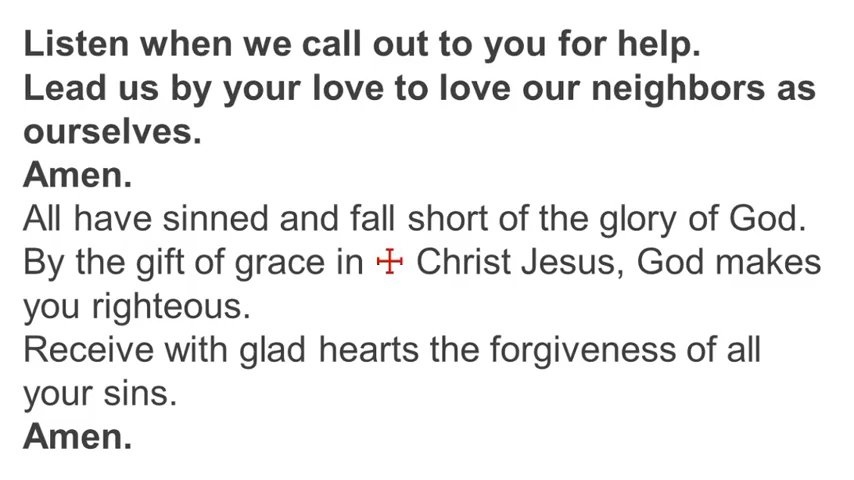 Listen when we call out to you for help.
Lead us by your love to love our neighbors as
ourselves.
Amen.
All have sinned and fall short of the glory of God.
By the gift of grace in ☩ Christ Jesus, God makes
you righteous.
Receive with glad hearts the forgiveness of all
your sins.
Amen.